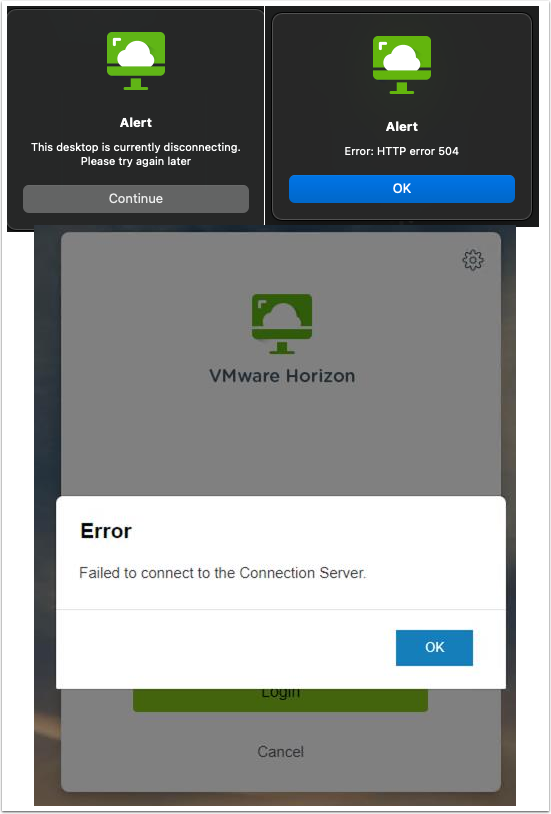 Alert
This desktop is currently disconnecting.
Please try again later
Continue
Alert
Error: HTTP error 504
OK
VMware Horizon
Error
Failed to connect to the Connection Server.
OK
Login
Cancel